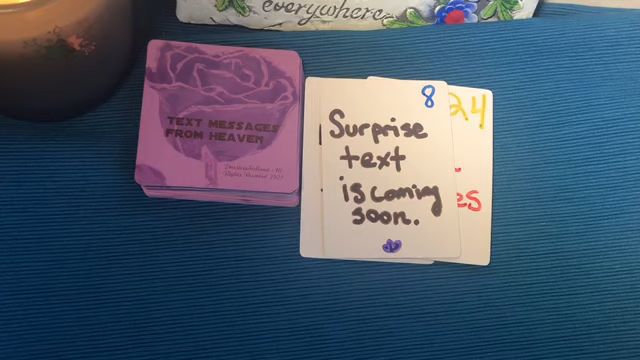 everywhere
TEXT MESSAGES
FROM HEAVEN
8
Surprise
text
is coming
soon.
24
es